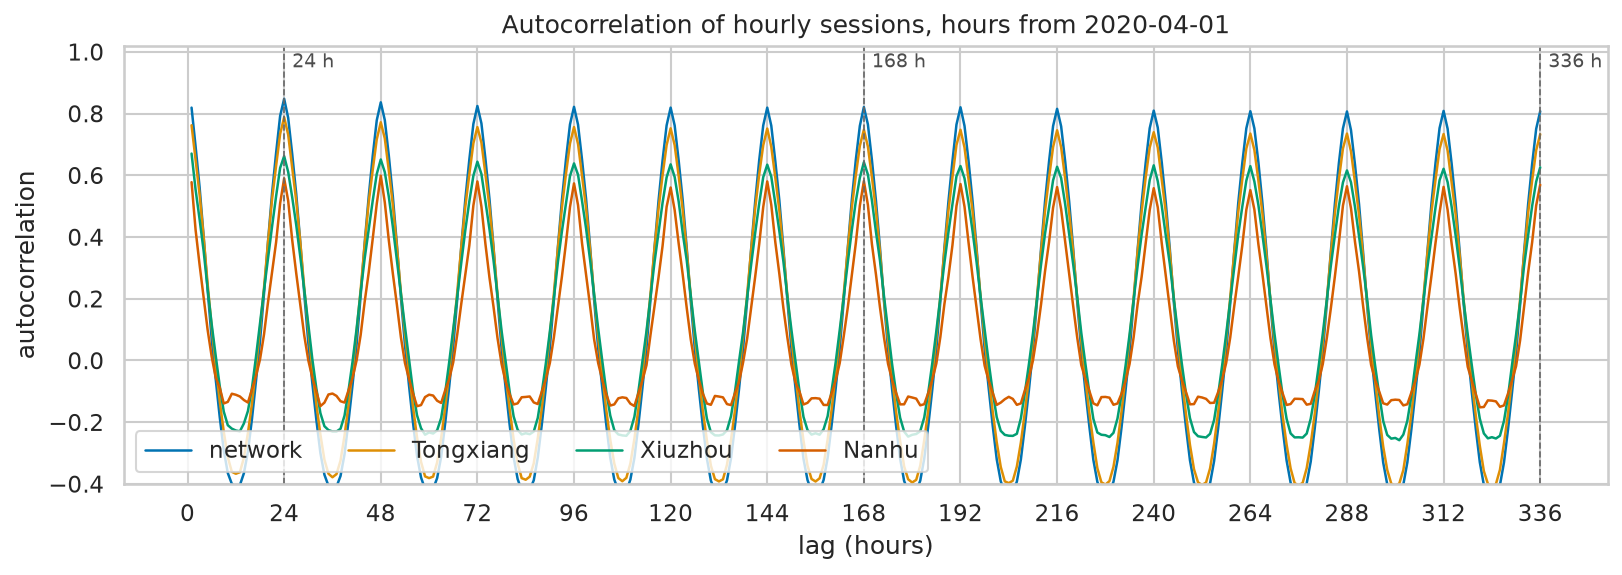 Autocorrelation of hourly sessions, hours from 2020-04-01
24 h
168 h
336 h
1.0
0.8
0.6
0.4
0.2
0.0
−0.2
−0.4
autocorrelation
network
Tongxiang
Xiuzhou
Nanhu
0
24
48
72
96
120
144
168
192
216
240
264
288
312
336
lag (hours)